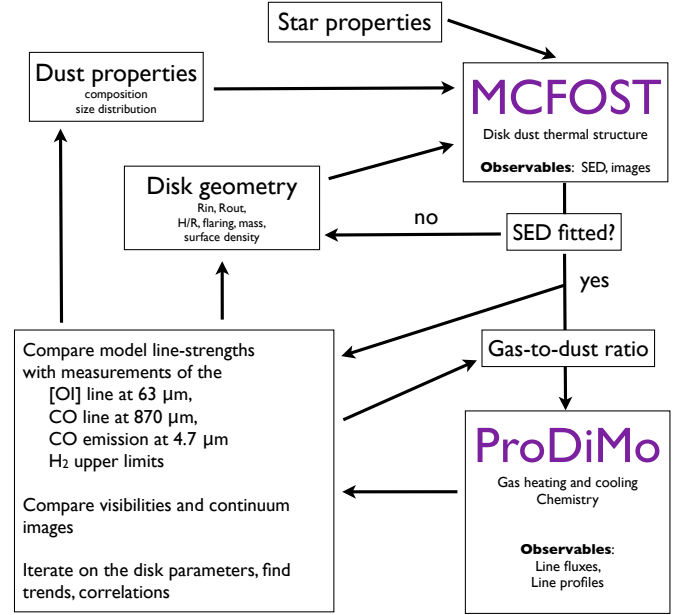 Star properties
Dust properties
composition
size distribution
MCFOST
Disk dust thermal structure
Observables: SED, images
Disk geometry
Rin, Rout,
H/R, flaring, mass,
surface density
no
SED fitted?
yes
Gas-to-dust ratio
Compare model line-strengths
with measurements of the
[OI] line at 63 μm,
CO line at 870 μm,
CO emission at 4.7 μm
H₂ upper limits
Compare visibilities and continuum
images
Iterate on the disk parameters, find
trends, correlations
ProDiMo
Gas heating and cooling
Chemistry
Observables:
Line fluxes,
Line profiles